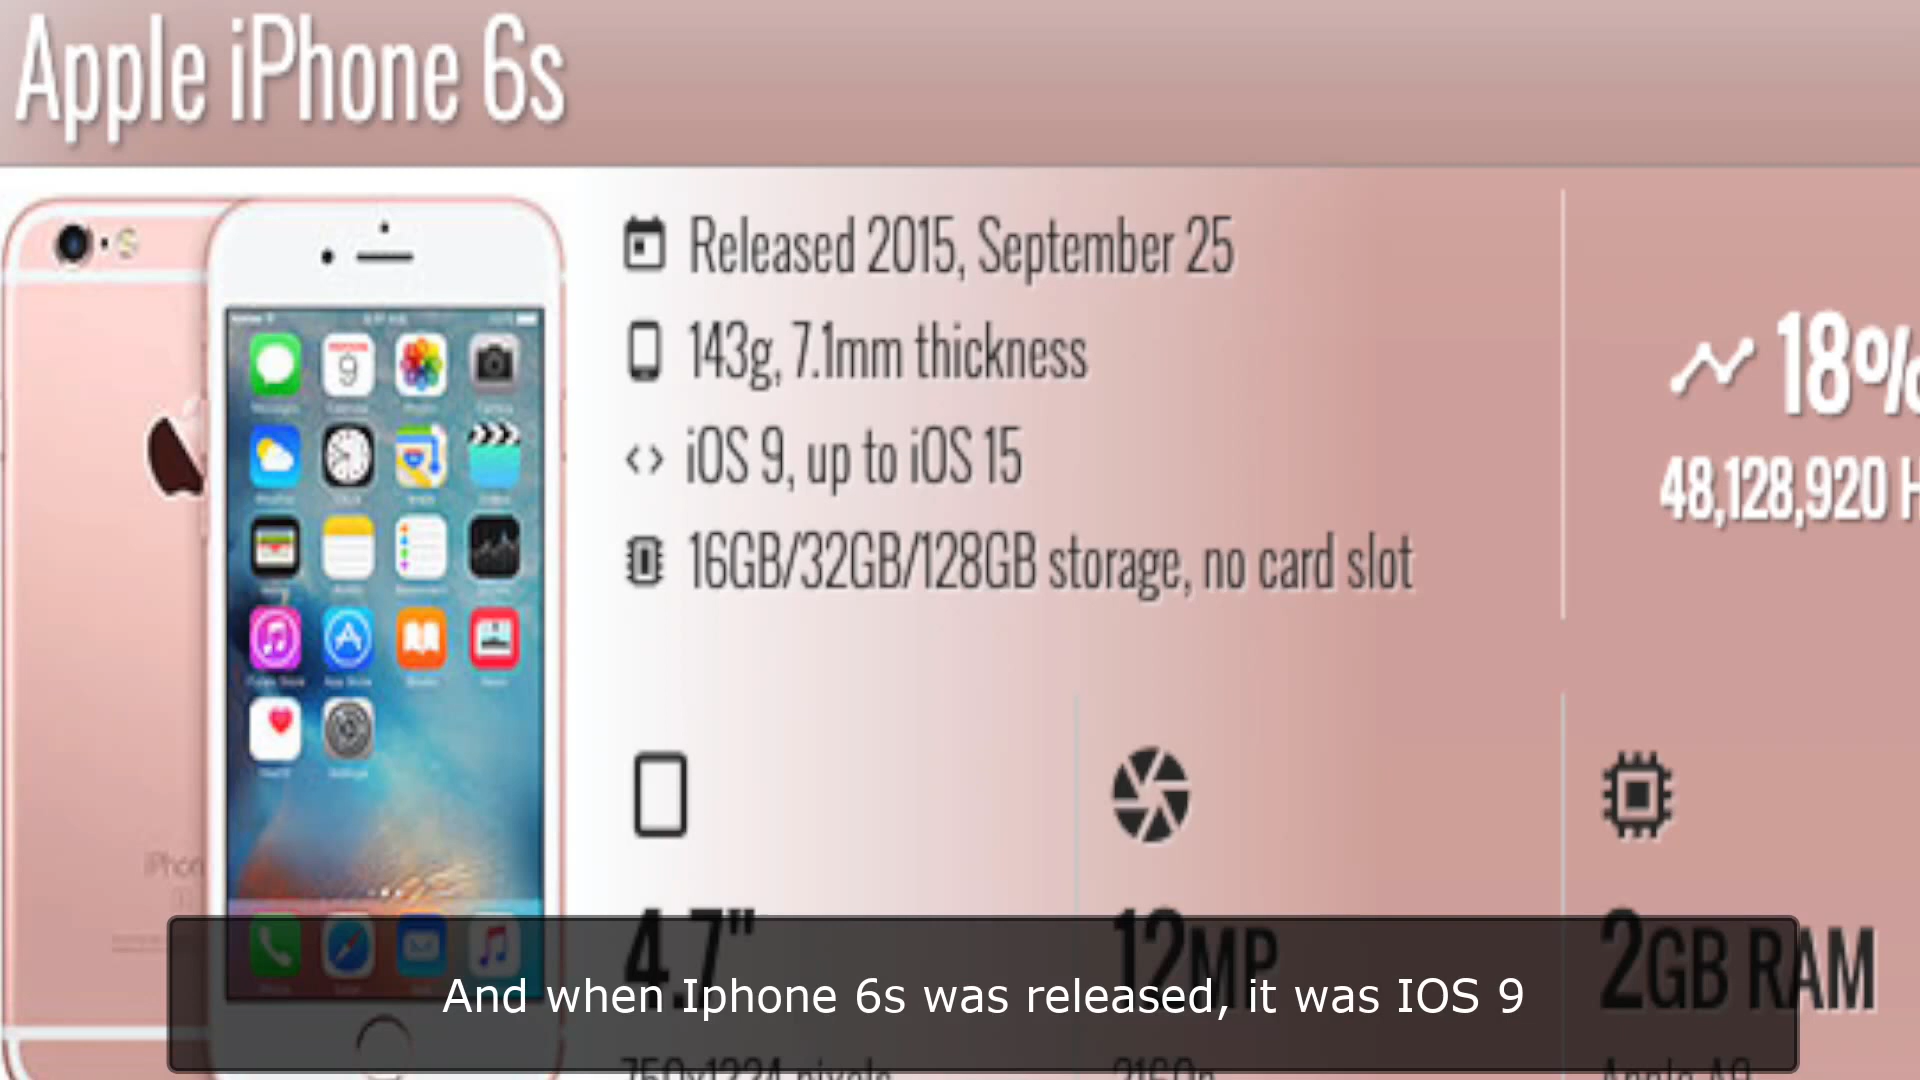 Apple iPhone 6s
Released 2015, September 25
143g, 7.1mm thickness
iOS 9, up to iOS 15
16GB/32GB/128GB storage, no card slot
18%
48,128,920 H
9
4.7"
12MP
2GB RAM
And when Iphone 6s was released, it was IOS 9